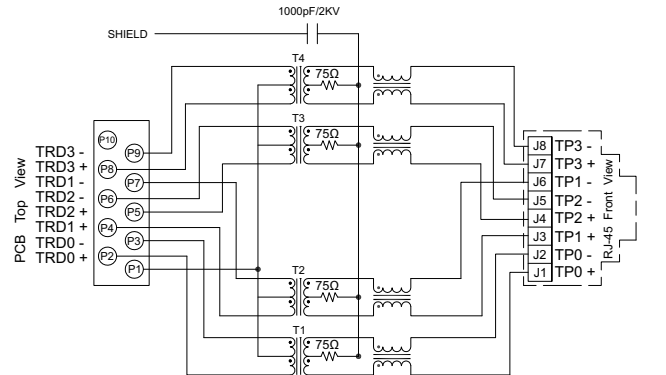 1000pF/2KV
SHIELD
T4
75Ω
T3
75Ω
P10
P9
P8
P7
P6
P5
P4
P3
P2
P1
TRD3 -
TRD3 +
TRD1 -
TRD2 -
TRD2 +
TRD1 +
TRD0 -
TRD0 +
PCB Top View
T2
75Ω
T1
75Ω
J8 TP3 -
J7 TP3 +
J6 TP1 -
J5 TP2 -
J4 TP2 +
J3 TP1 +
J2 TP0 -
J1 TP0 +
RJ-45 Front View